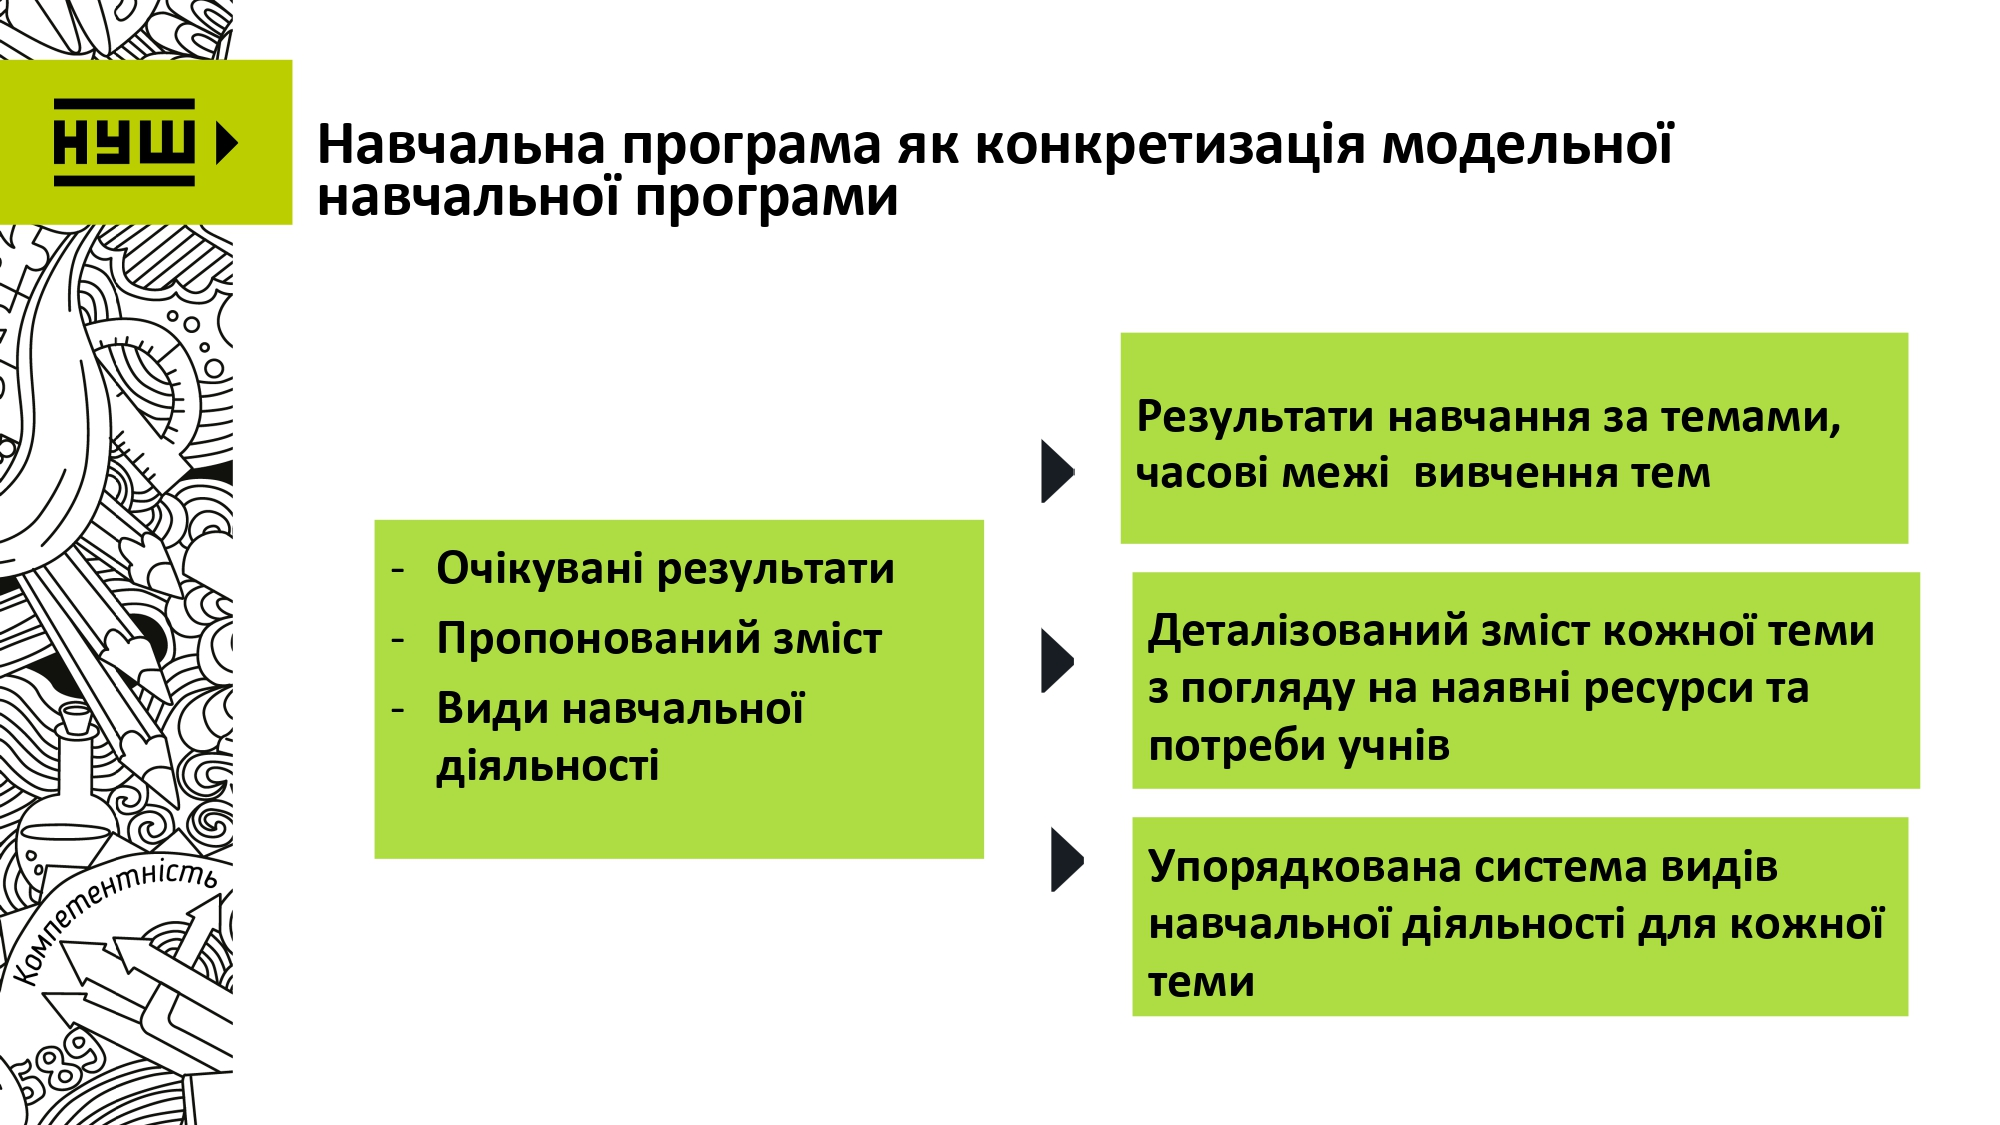 НУШ
Навчальна програма як конкретизація модельної
навчальної програми
- Очікувані результати
- Пропонований зміст
- Види навчальної
діяльності
Результати навчання за темами,
часові межі  вивчення тем
Деталізований зміст кожної теми
з погляду на наявні ресурси та
потреби учнів
Упорядкована система видів
навчальної діяльності для кожної
теми
Компетентність
589